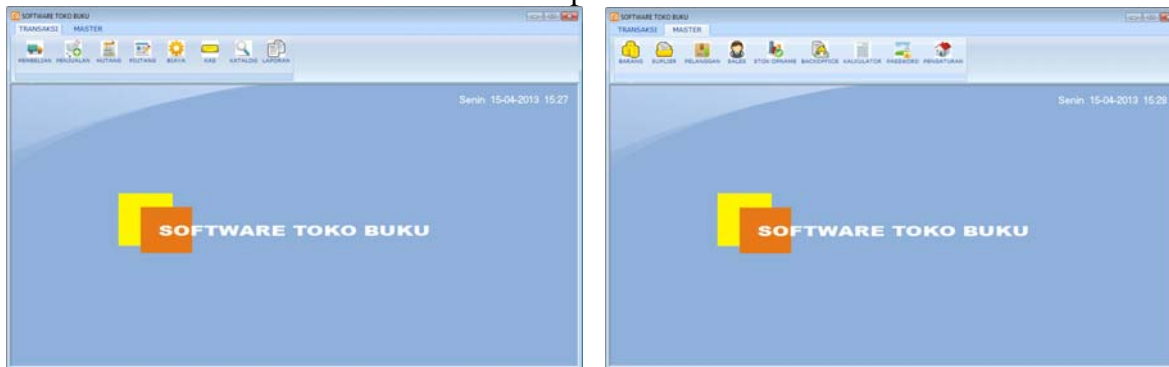 SOFTWARE TOKO BUKU
TRANSAKSI MASTER
PEMBELIAN PENJUALAN HUTANG PIUTANG BIAYA KAS KATALOG LAPORAN
Senin 15-04-2013 15:27
SOFTWARE TOKO BUKU
SOFTWARE TOKO BUKU
TRANSAKSI MASTER
BARANG SUPLIER PELANGGAN SALES STOK OPNAME BACKOFFICE KALKULATOR PASSWORD PENGATURAN
Senin 15-04-2013 15:28
SOFTWARE TOKO BUKU